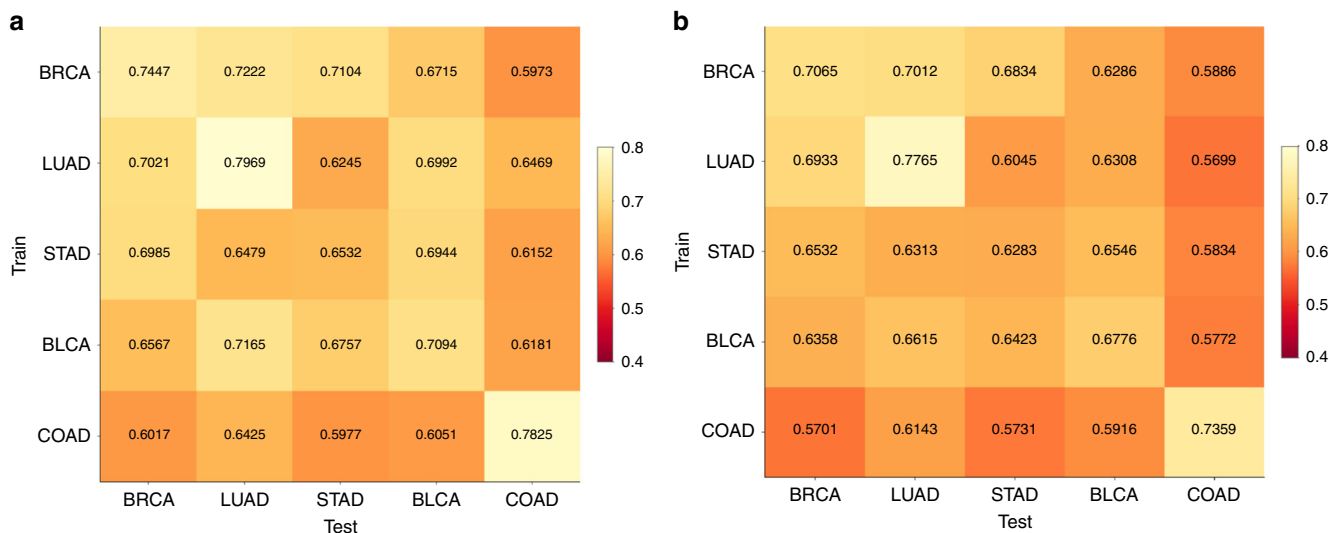 a
BRCA 0.7447 0.7222 0.7104 0.6715 0.5973
LUAD 0.7021 0.7969 0.6245 0.6992 0.6469
STAD 0.6985 0.6479 0.6532 0.6944 0.6152
BLCA 0.6567 0.7165 0.6757 0.7094 0.6181
COAD 0.6017 0.6425 0.5977 0.6051 0.7825
BRCA LUAD STAD BLCA COAD
Test
Train
0.8
0.7
0.6
0.5
0.4
b
BRCA 0.7065 0.7012 0.6834 0.6286 0.5886
LUAD 0.6933 0.7765 0.6045 0.6308 0.5699
STAD 0.6532 0.6313 0.6283 0.6546 0.5834
BLCA 0.6358 0.6615 0.6423 0.6776 0.5772
COAD 0.5701 0.6143 0.5731 0.5916 0.7359
BRCA LUAD STAD BLCA COAD
Test
Train
0.8
0.7
0.6
0.5
0.4